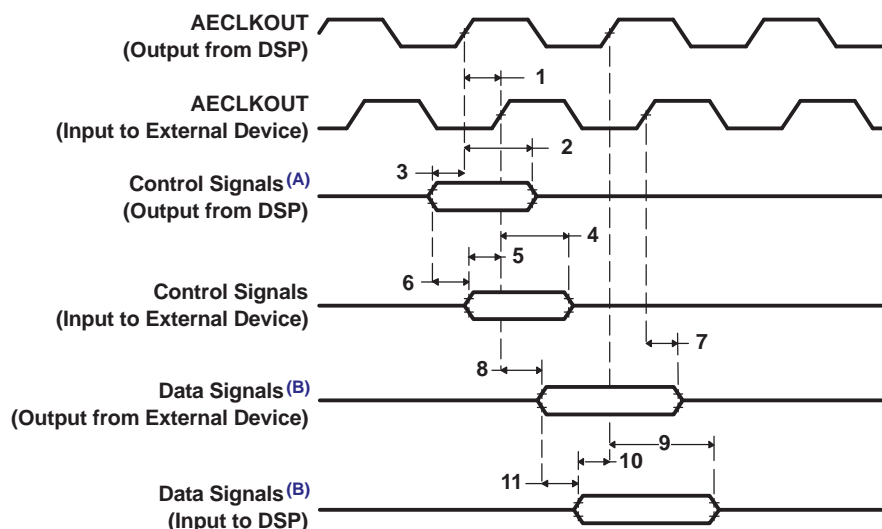 AECLKOUT
(Output from DSP)
1
AECLKOUT
(Input to External Device)
2
3
Control Signals (A)
(Output from DSP)
4
5
6
Control Signals
(Input to External Device)
7
8
Data Signals (B)
(Output from External Device)
9
10
11
Data Signals (B)
(Input to DSP)